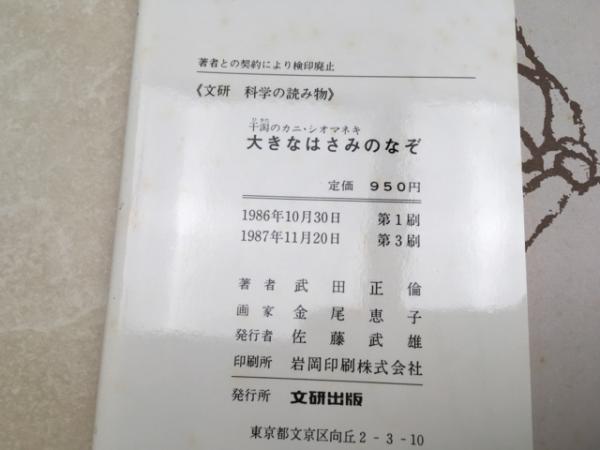 著者との契約により検印廃止
《文研 科学の読み物》
干潟のカニ・シオマネキ
大きなはさみのなぞ
定価 950円
1986年10月30日 第1刷
1987年11月20日 第3刷
著者 武田正倫
画家 金尾恵子
発行者 佐藤武雄
印刷所 岩岡印刷株式会社
発行所 文研出版
東京都文京区向丘2-3-10